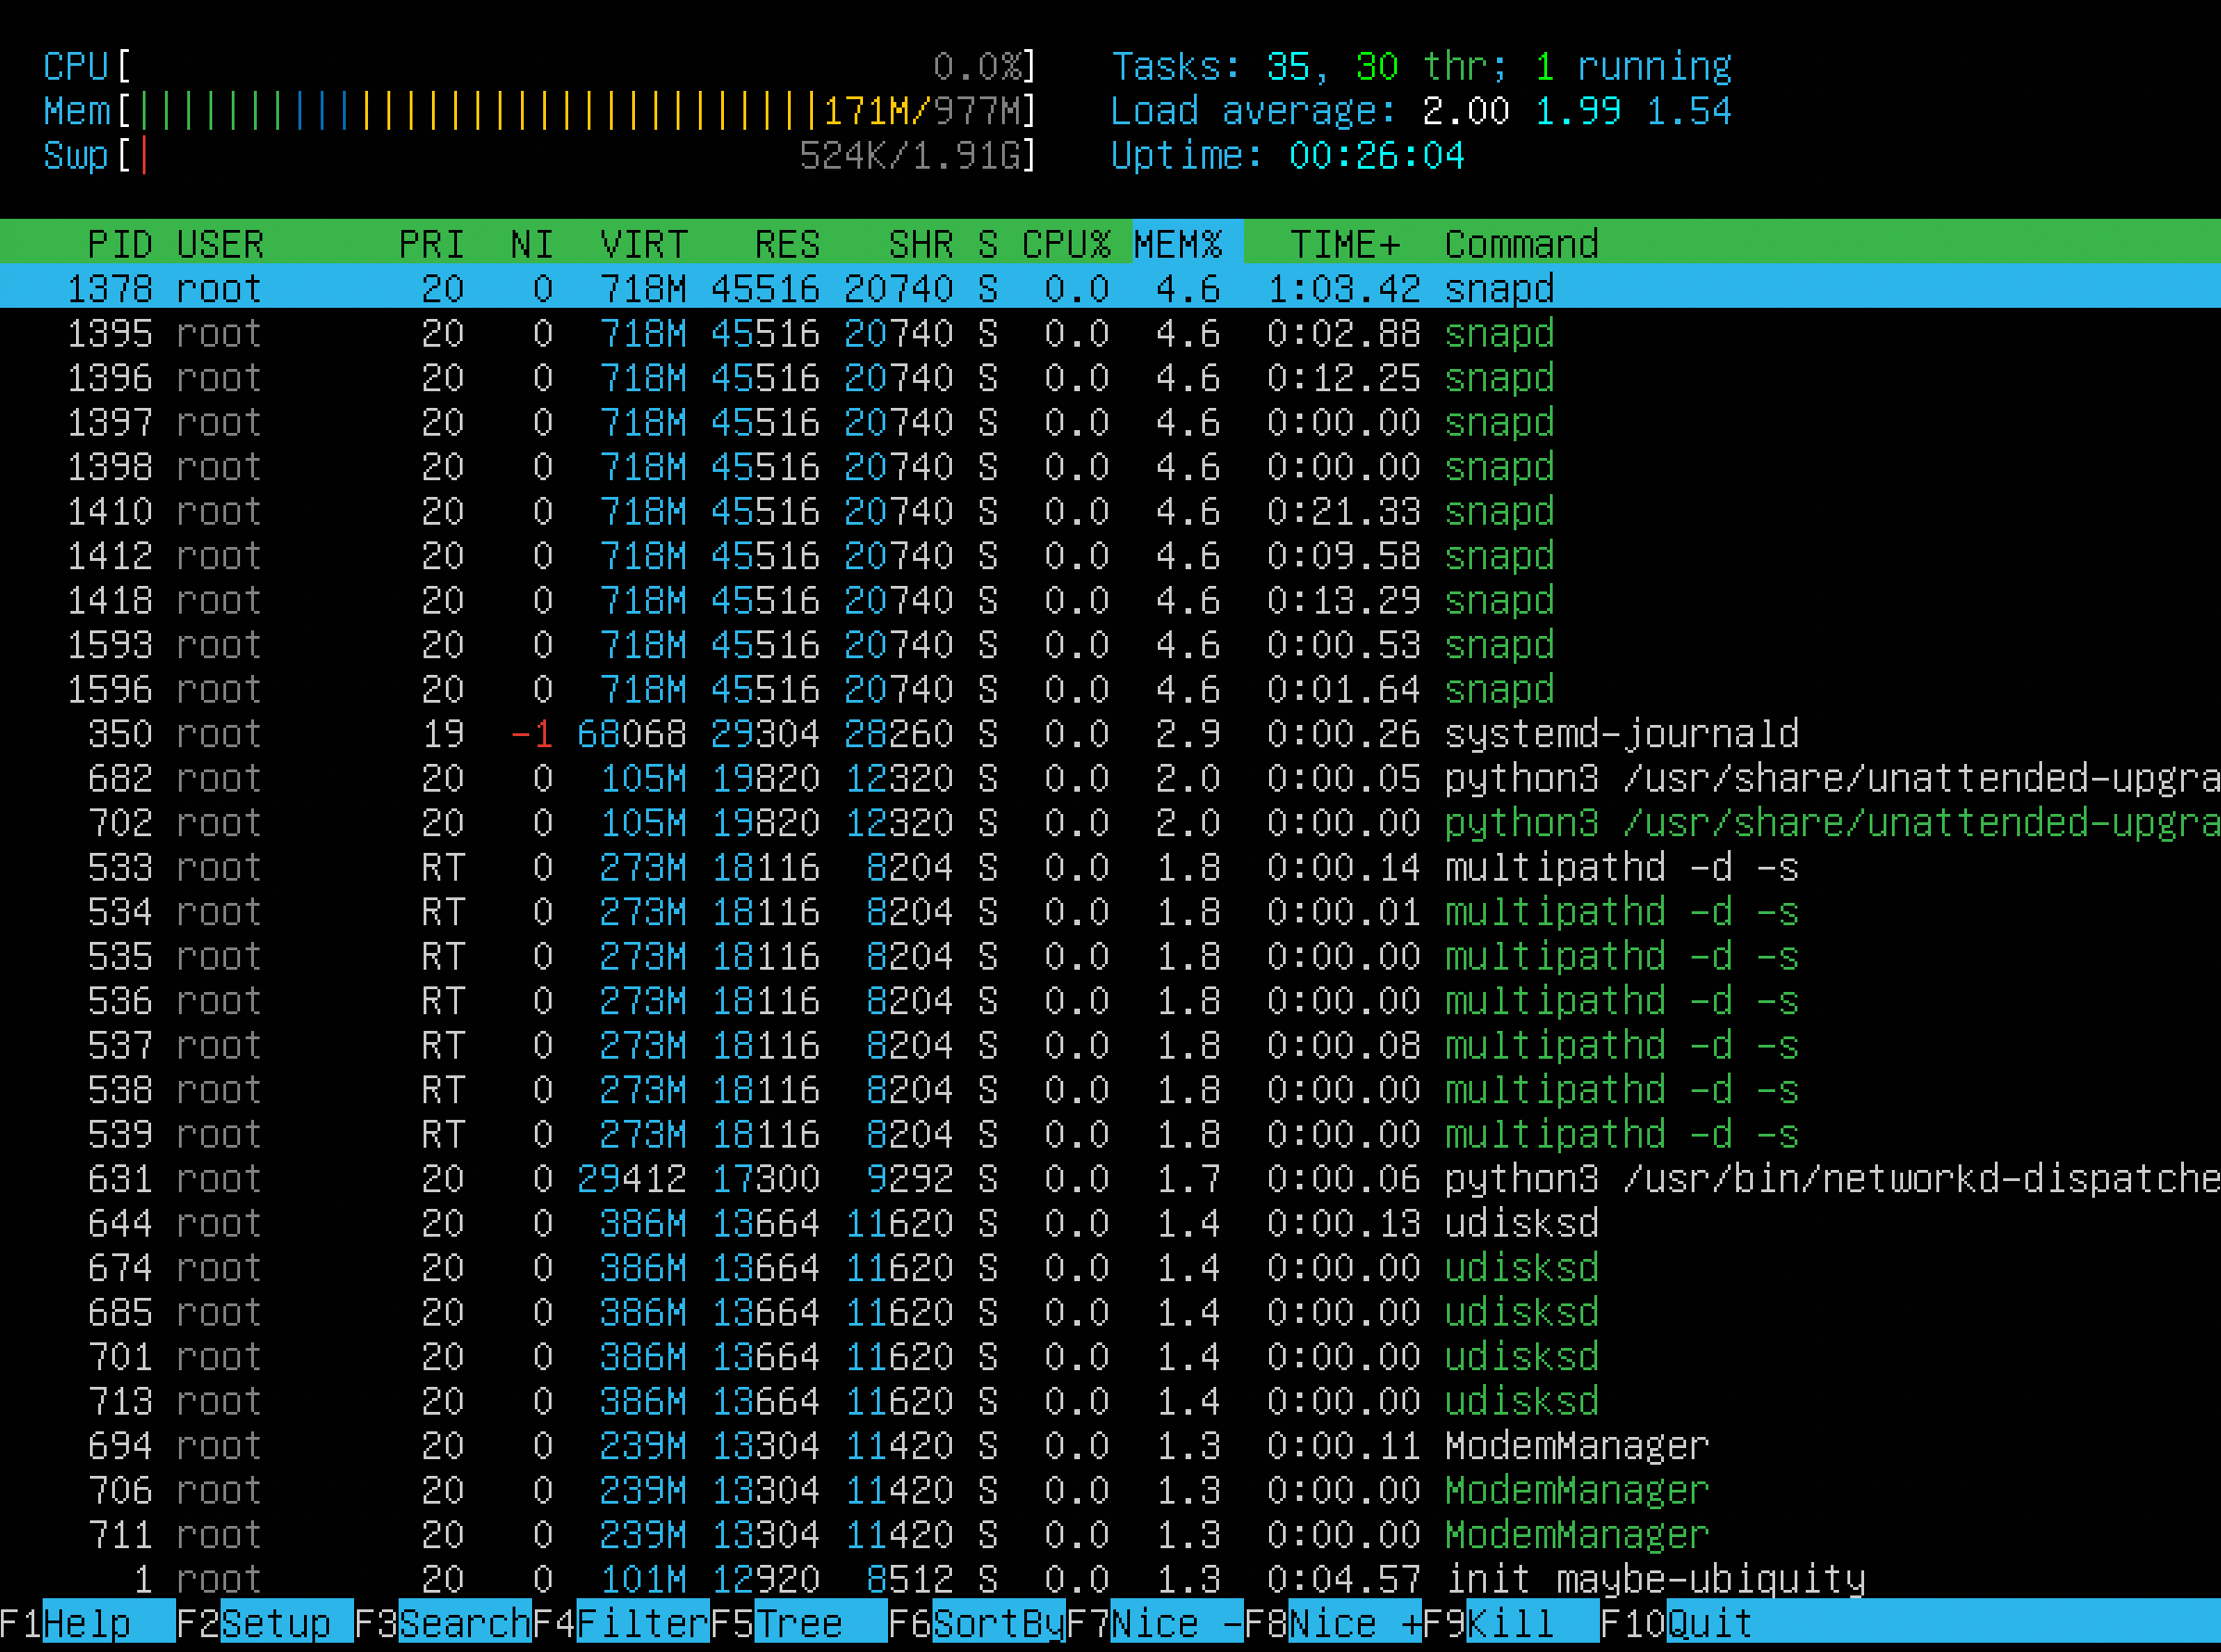 CPU[ 0.0%] Tasks: 35, 30 thr; 1 running
Mem[|||||||||||||||||||||||||||||171M/977M] Load average: 2.00 1.99 1.54
Swp[| 524K/1.91G] Uptime: 00:26:04
PID USER PRI NI VIRT RES SHR S CPU% MEM% TIME+ Command
1378 root 20 0 718M 45516 20740 S 0.0 4.6 1:03.42 snapd
1395 root 20 0 718M 45516 20740 S 0.0 4.6 0:02.88 snapd
1396 root 20 0 718M 45516 20740 S 0.0 4.6 0:12.25 snapd
1397 root 20 0 718M 45516 20740 S 0.0 4.6 0:00.00 snapd
1398 root 20 0 718M 45516 20740 S 0.0 4.6 0:00.00 snapd
1410 root 20 0 718M 45516 20740 S 0.0 4.6 0:21.33 snapd
1412 root 20 0 718M 45516 20740 S 0.0 4.6 0:09.58 snapd
1418 root 20 0 718M 45516 20740 S 0.0 4.6 0:13.29 snapd
1593 root 20 0 718M 45516 20740 S 0.0 4.6 0:00.53 snapd
1596 root 20 0 718M 45516 20740 S 0.0 4.6 0:01.64 snapd
350 root 19 -1 68068 29304 28260 S 0.0 2.9 0:00.26 systemd-journald
682 root 20 0 105M 19820 12320 S 0.0 2.0 0:00.05 python3 /usr/share/unattended-upgra
702 root 20 0 105M 19820 12320 S 0.0 2.0 0:00.00 python3 /usr/share/unattended-upgra
533 root RT 0 273M 18116 8204 S 0.0 1.8 0:00.14 multipathd -d -s
534 root RT 0 273M 18116 8204 S 0.0 1.8 0:00.01 multipathd -d -s
535 root RT 0 273M 18116 8204 S 0.0 1.8 0:00.00 multipathd -d -s
536 root RT 0 273M 18116 8204 S 0.0 1.8 0:00.00 multipathd -d -s
537 root RT 0 273M 18116 8204 S 0.0 1.8 0:00.08 multipathd -d -s
538 root RT 0 273M 18116 8204 S 0.0 1.8 0:00.00 multipathd -d -s
539 root RT 0 273M 18116 8204 S 0.0 1.8 0:00.00 multipathd -d -s
631 root 20 0 29412 17300 9292 S 0.0 1.7 0:00.06 python3 /usr/bin/networkd-dispatche
644 root 20 0 386M 13664 11620 S 0.0 1.4 0:00.13 udisksd
674 root 20 0 386M 13664 11620 S 0.0 1.4 0:00.00 udisksd
685 root 20 0 386M 13664 11620 S 0.0 1.4 0:00.00 udisksd
701 root 20 0 386M 13664 11620 S 0.0 1.4 0:00.00 udisksd
713 root 20 0 386M 13664 11620 S 0.0 1.4 0:00.00 udisksd
694 root 20 0 239M 13304 11420 S 0.0 1.3 0:00.11 ModemManager
706 root 20 0 239M 13304 11420 S 0.0 1.3 0:00.00 ModemManager
711 root 20 0 239M 13304 11420 S 0.0 1.3 0:00.00 ModemManager
1 root 20 0 101M 12920 8512 S 0.0 1.3 0:04.57 init maybe-ubiquity
F1Help F2Setup F3SearchF4FilterF5Tree F6SortByF7Nice -F8Nice +F9Kill F10Quit